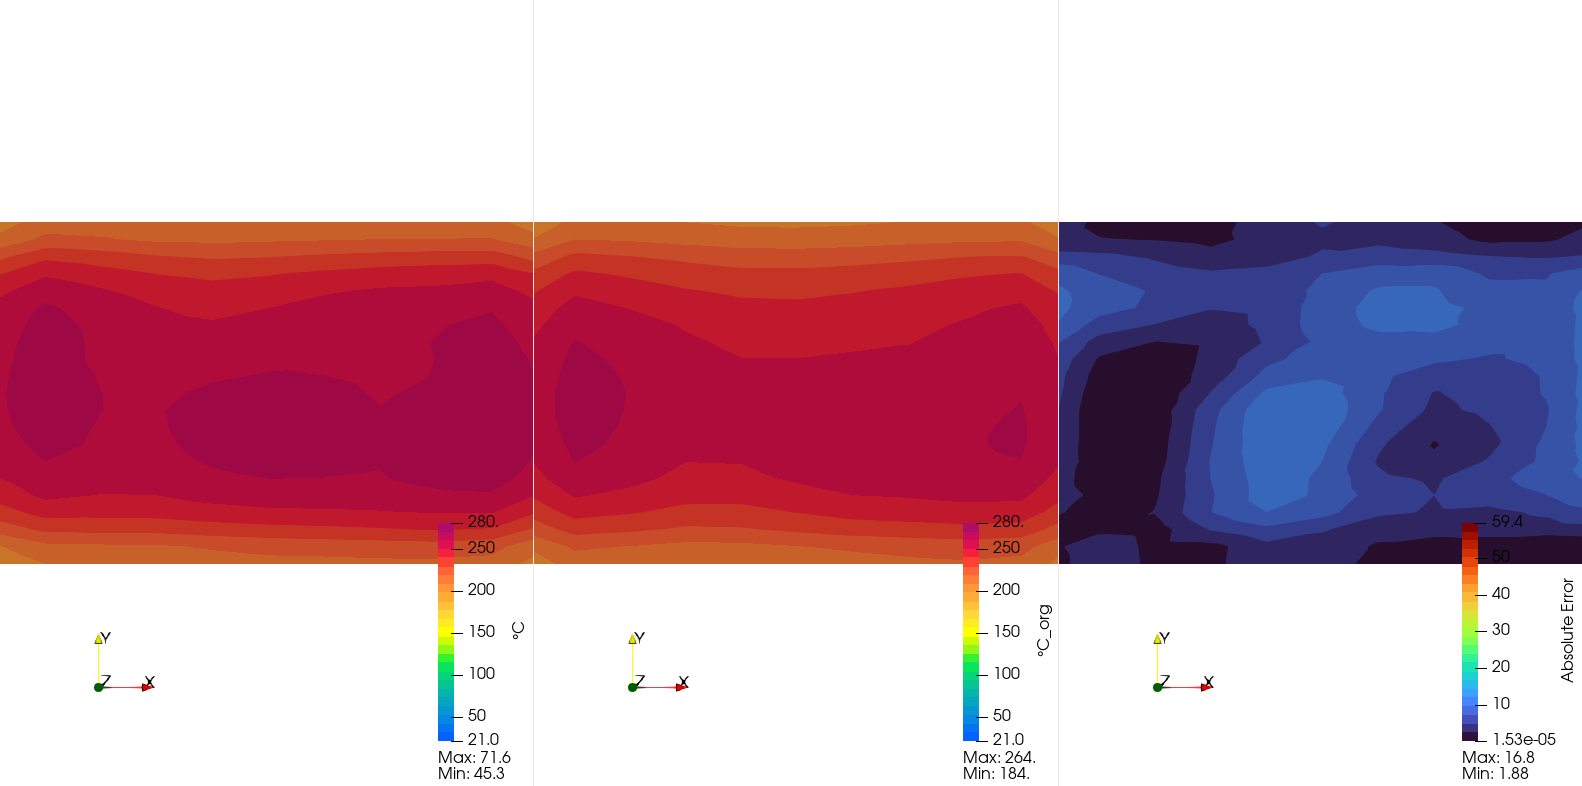 280.
250
200
150
100
50
21.0
°C
Max: 71.6
Min: 45.3
Y
Z
X
280.
250
200
150
100
50
21.0
°C_org
Max: 264.
Min: 184.
Y
Z
X
59.4
50
40
30
20
10
1.53e-05
Absolute Error
Max: 16.8
Min: 1.88
Y
Z
X